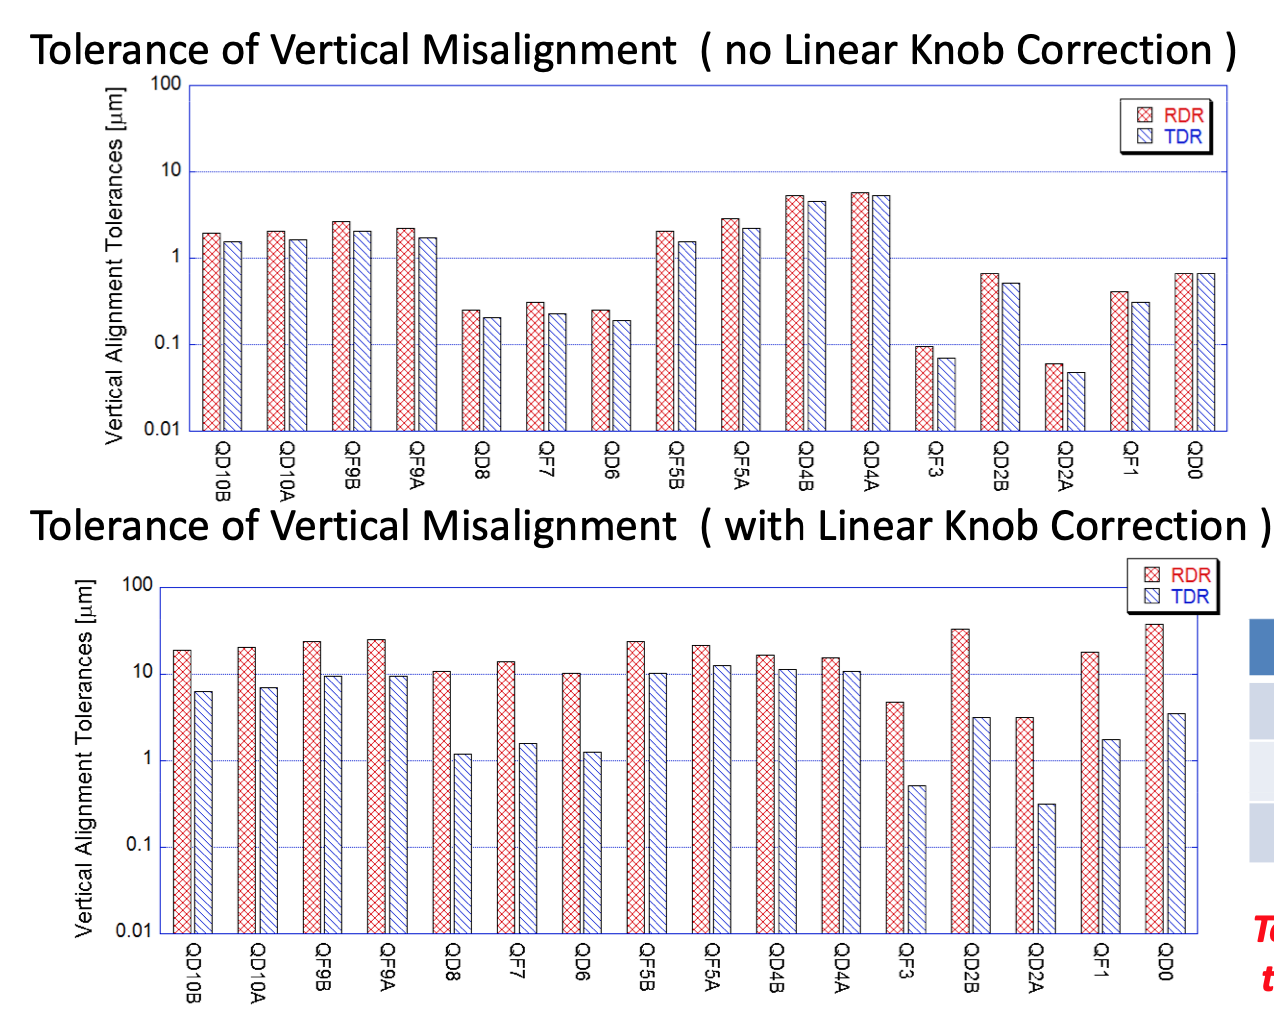 Tolerance of Vertical Misalignment ( no Linear Knob Correction )
Vertical Alignment Tolerances [µm]
100
10
1
0.1
0.01
RDR
TDR
QD10B
QD10A
QF9B
QF9A
QD8
QF7
QD6
QF5B
QF5A
QD4B
QD4A
QF3
QD2B
QD2A
QF1
QD0
Tolerance of Vertical Misalignment ( with Linear Knob Correction )
Vertical Alignment Tolerances [µm]
100
10
1
0.1
0.01
RDR
TDR
QD10B
QD10A
QF9B
QF9A
QD8
QF7
QD6
QF5B
QF5A
QD4B
QD4A
QF3
QD2B
QD2A
QF1
QD0